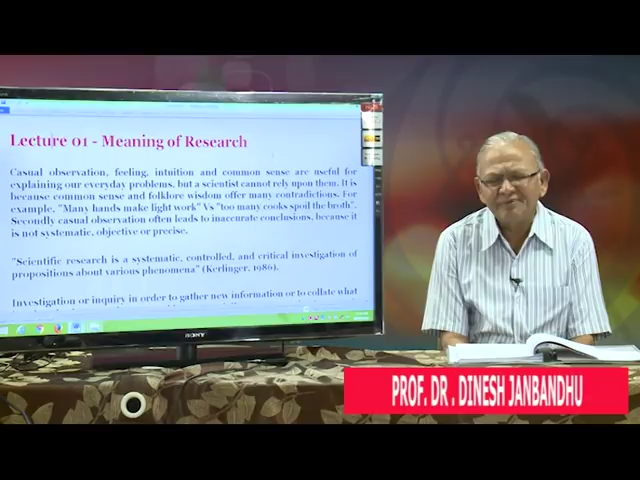 Lecture 01 - Meaning of Research
Casual observation, feeling, intuition and common sense are useful for
explaining our everyday problems, but a scientist cannot rely upon them. It is
because common sense and folklore wisdom offer many contradictions. For
example, "Many hands make light work" Vs "too many cooks spoil the broth".
Secondly casual observation often leads to inaccurate conclusions, because it
is not systematic, objective or precise.
"Scientific research is a systematic, controlled, and critical investigation of
propositions about various phenomena" (Kerlinger, 1986).
Investigation or inquiry in order to gather new information or to collate what
SONY
PROF. DR . DINESH JANBANDHU